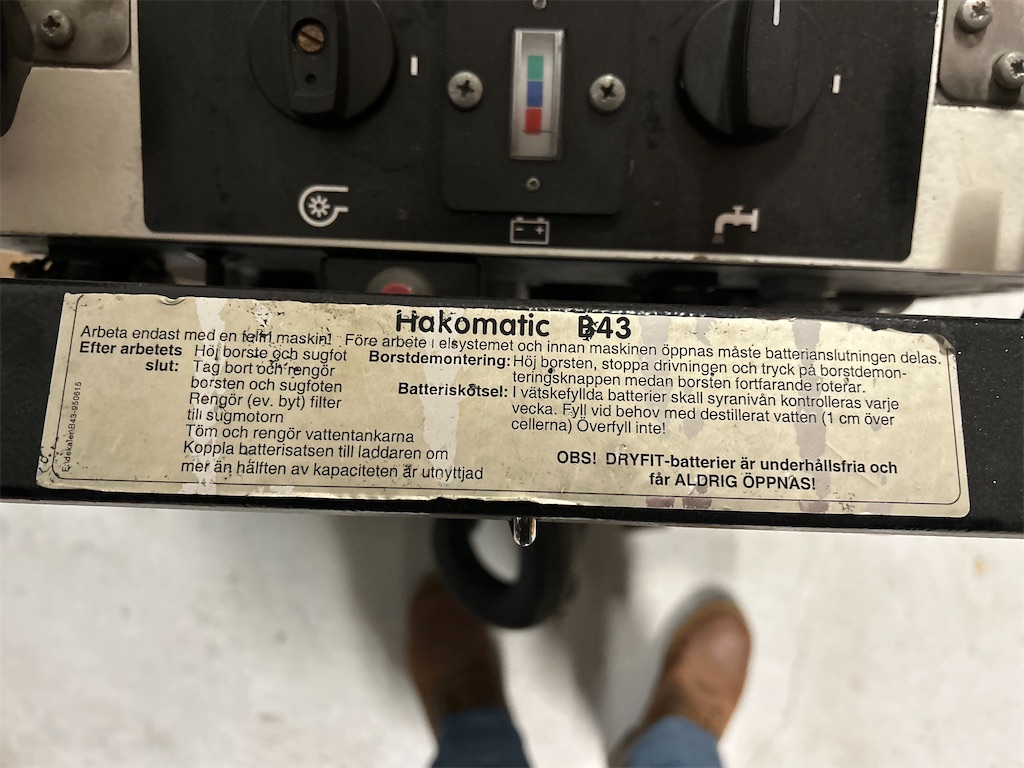 Hakomatic B43
Arbeta endast med en felfri maskin! Före arbete i elsystemet och innan maskinen öppnas måste batterianslutningen delas.
Efter arbetets slut:
Höj borste och sugfot
Tag bort och rengör
borsten och sugfoten
Rengör (ev. byt) filter
till sugmotorn
Töm och rengör vattentankarna
Koppla batterisatsen till laddaren om
mer än hälften av kapaciteten är utnyttjad
Borstdemontering: Höj borsten, stoppa drivningen och tryck på borstdemon-
teringsknappen medan borsten fortfarande roterar.
Batteriskötsel: I vätskefyllda batterier skall syranivån kontrolleras varje
vecka. Fyll vid behov med destillerat vatten (1 cm över
cellerna) Överfyll inte!
OBS! DRYFIT-batterier är underhållsfria och
får ALDRIG ÖPPNAS!
E:\dekaler\B43-950615